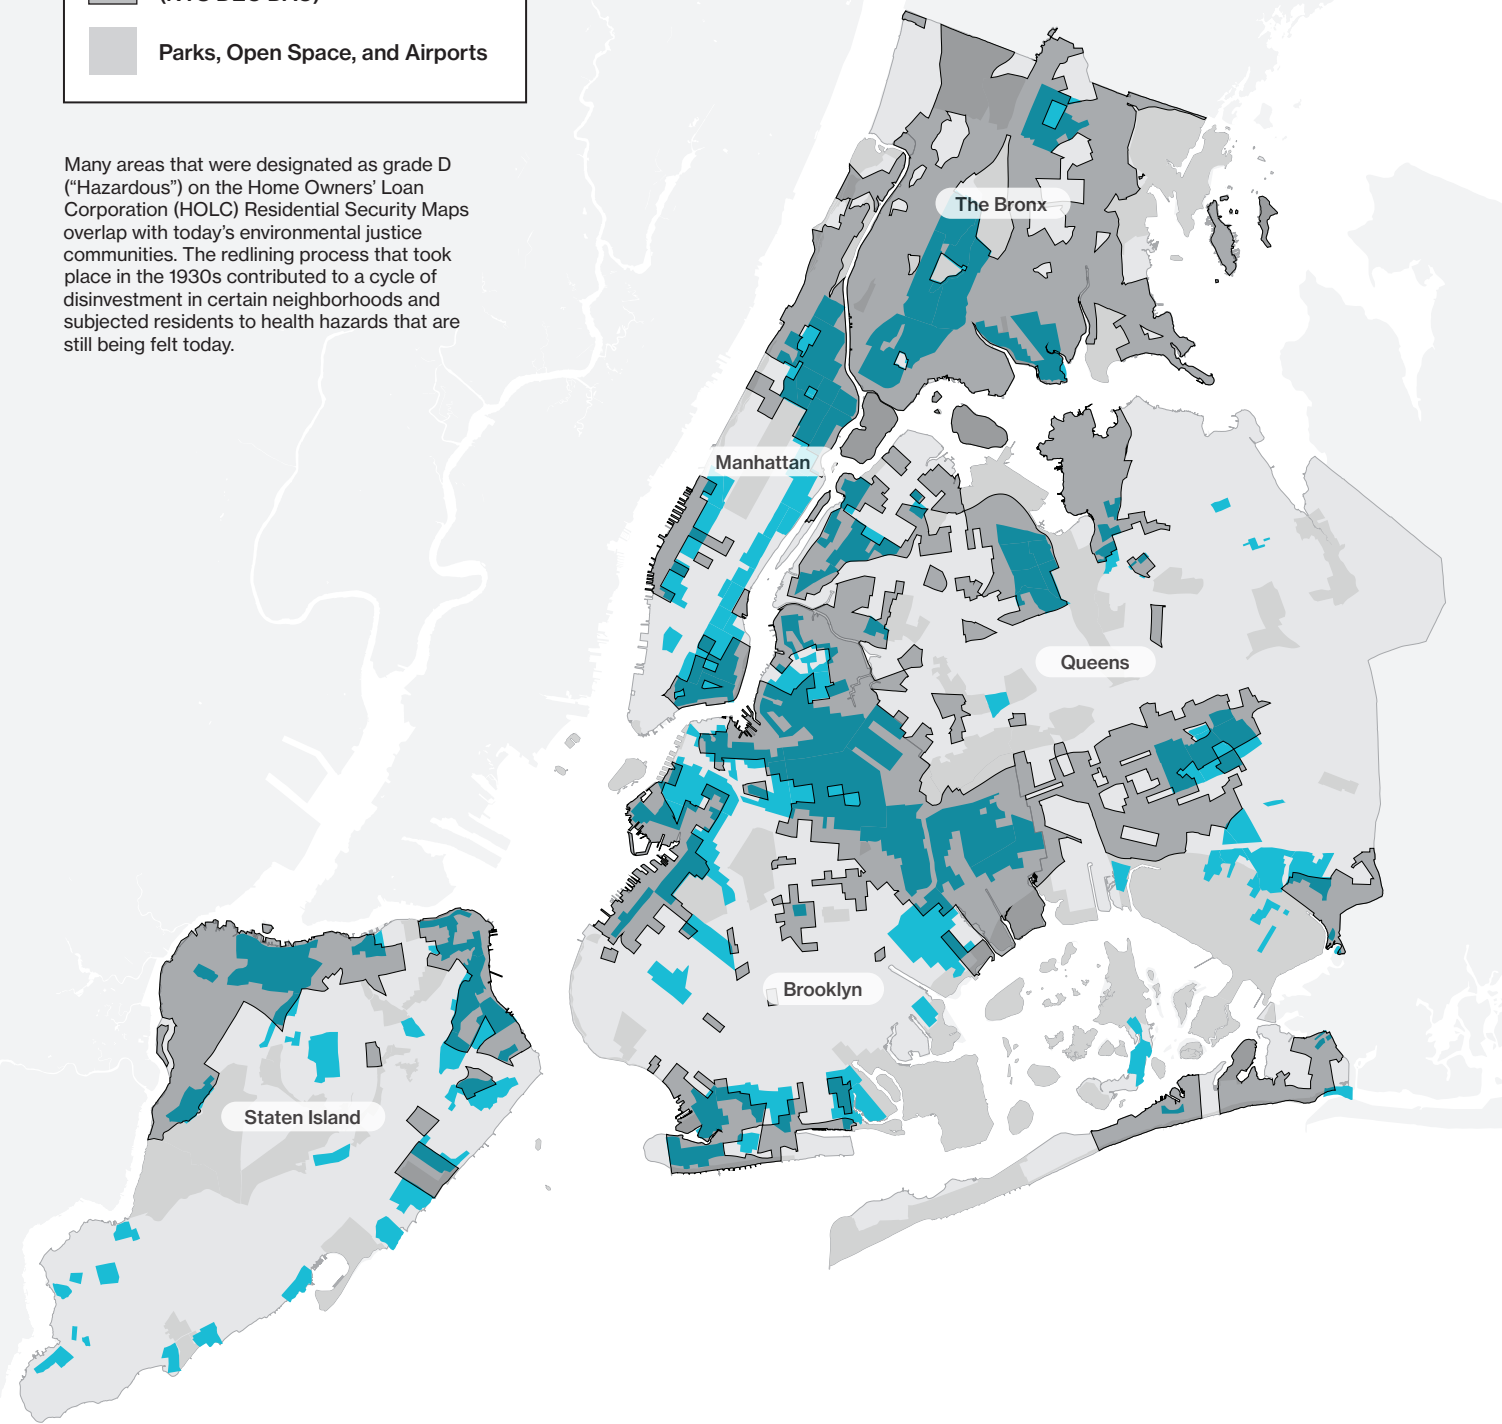 Parks, Open Space, and Airports
Many areas that were designated as grade D
(“Hazardous”) on the Home Owners’ Loan
Corporation (HOLC) Residential Security Maps
overlap with today’s environmental justice
communities. The redlining process that took
place in the 1930s contributed to a cycle of
disinvestment in certain neighborhoods and
subjected residents to health hazards that are
still being felt today.
The Bronx
Manhattan
Queens
Brooklyn
Staten Island